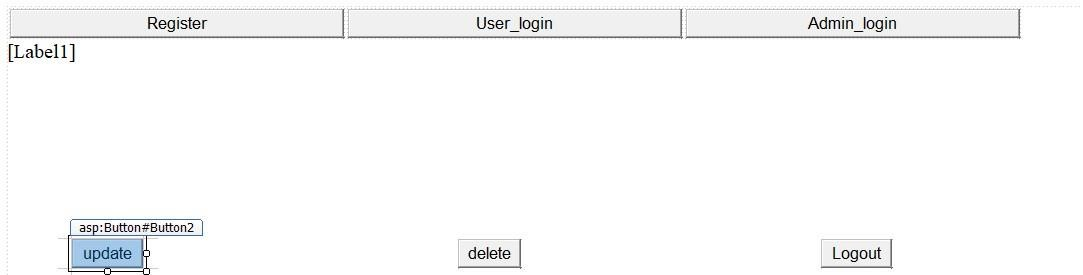 Register User_login Admin_login
[Label1]
asp:Button#Button2
update delete Logout